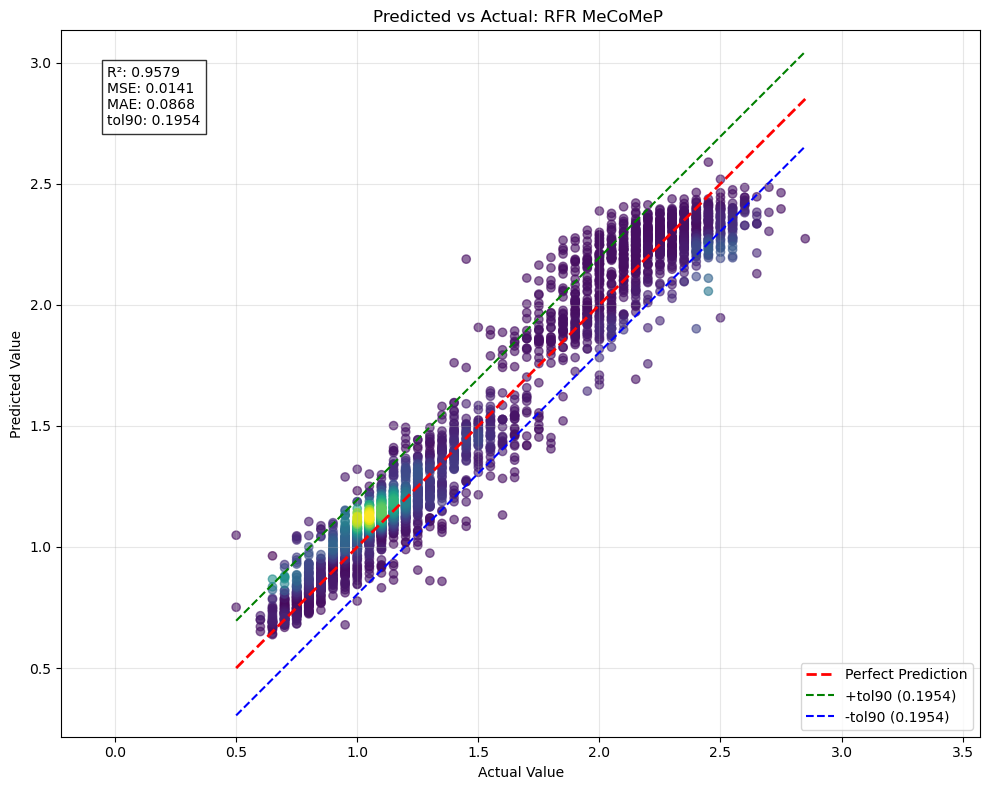 Predicted vs Actual: RFR MeCoMeP
R²: 0.9579
MSE: 0.0141
MAE: 0.0868
tol90: 0.1954
3.0
2.5
2.0
1.5
1.0
0.5
Predicted Value
Perfect Prediction
+tol90 (0.1954)
-tol90 (0.1954)
0.0 0.5 1.0 1.5 2.0 2.5 3.0 3.5
Actual Value